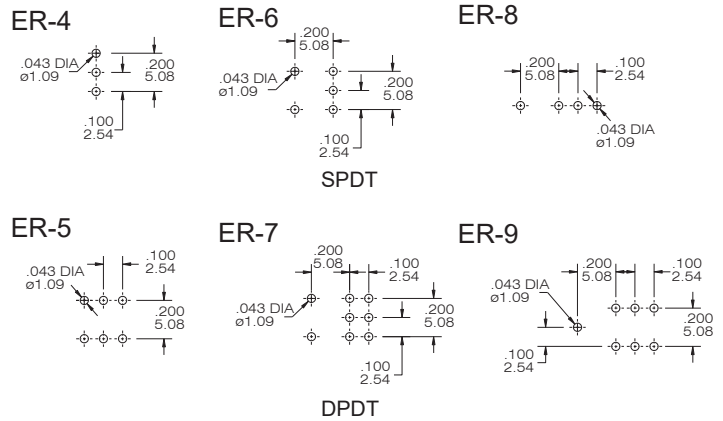 ER-4
.043 DIA
ø1.09
.200
5.08
.100
2.54
ER-6
.200
5.08
.043 DIA
ø1.09
.200
5.08
.100
2.54
SPDT
ER-8
.200
5.08
.100
2.54
.043 DIA
ø1.09
ER-5
.043 DIA
ø1.09
.100
2.54
.200
5.08
ER-7
.200
5.08
.100
2.54
.043 DIA
ø1.09
.200
5.08
.100
2.54
DPDT
ER-9
.200
5.08
.100
2.54
.043 DIA
ø1.09
.200
5.08
.100
2.54